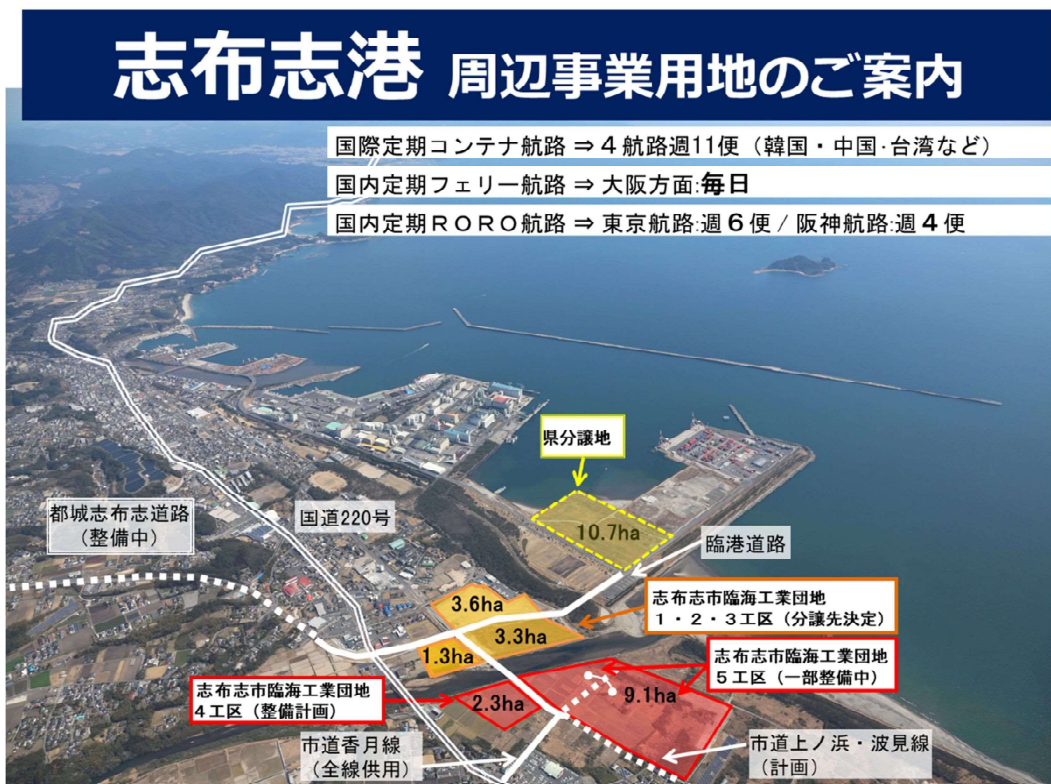 志布志港 周辺事業用地のご案内
国際定期コンテナ航路 ⇒ 4航路週11便（韓国・中国・台湾など）
国内定期フェリー航路 ⇒ 大阪方面:毎日
国内定期ＲＯＲＯ航路 ⇒ 東京航路:週６便 / 阪神航路:週４便
県分譲地
10.7ha
都城志布志道路
（整備中）
国道220号
臨港道路
3.6ha
3.3ha
1.3ha
志布志市臨海工業団地
１・２・３工区（分譲先決定）
志布志市臨海工業団地
５工区（一部整備中）
9.1ha
志布志市臨海工業団地
４工区（整備計画）
2.3ha
市道香月線
（全線供用）
市道上ノ浜・波見線
（計画）